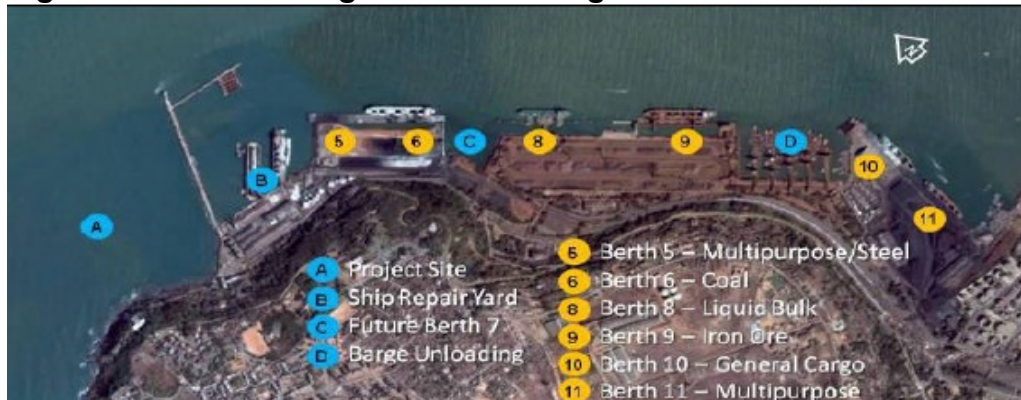 5
6
C
8
9
D
10
B
11
A
A Project Site
B Ship Repair Yard
C Future Berth 7
D Barge Unloading
5 Berth 5 – Multipurpose/Steel
6 Berth 6 – Coal
8 Berth 8 – Liquid Bulk
9 Berth 9 – Iron Ore
10 Berth 10 – General Cargo
11 Berth 11 – Multipurpose